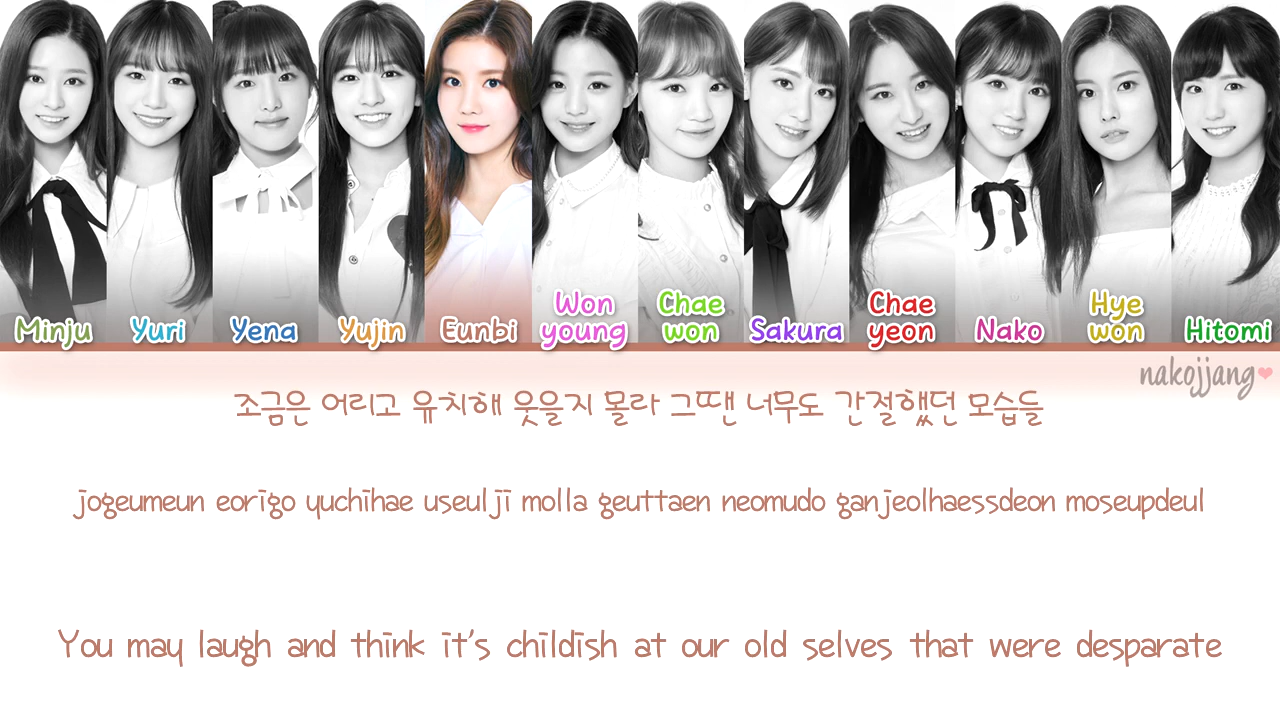 Minju
Yuri
Yena
Yujin
Eunbi
Won
young
Chae
won
Sakura
Chae
yeon
Nako
Hye
won
Hitomi
nakojjang
조금은 어리고 유치해 웃을지 몰라 그땐 너무도 간절했던 모습들
jogeumeun eorigo yuchihae useulji molla geuttaen neomudo ganjeolhaessdeon moseupdeul
You may laugh and think it's childish at our old selves that were desparate